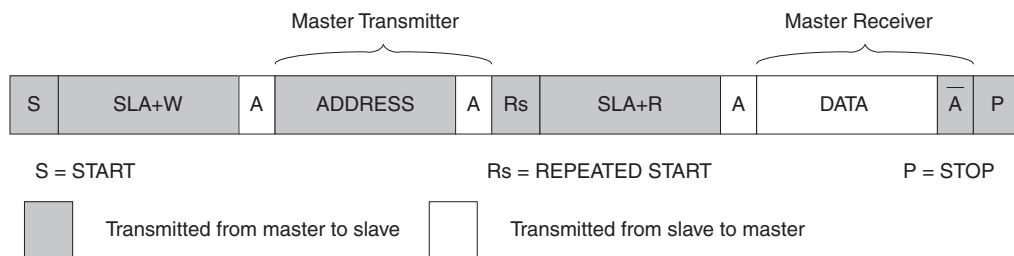 Master Transmitter Master Receiver
S SLA+W A ADDRESS A Rs SLA+R A DATA A̅ P
S = START Rs = REPEATED START P = STOP
Transmitted from master to slave Transmitted from slave to master